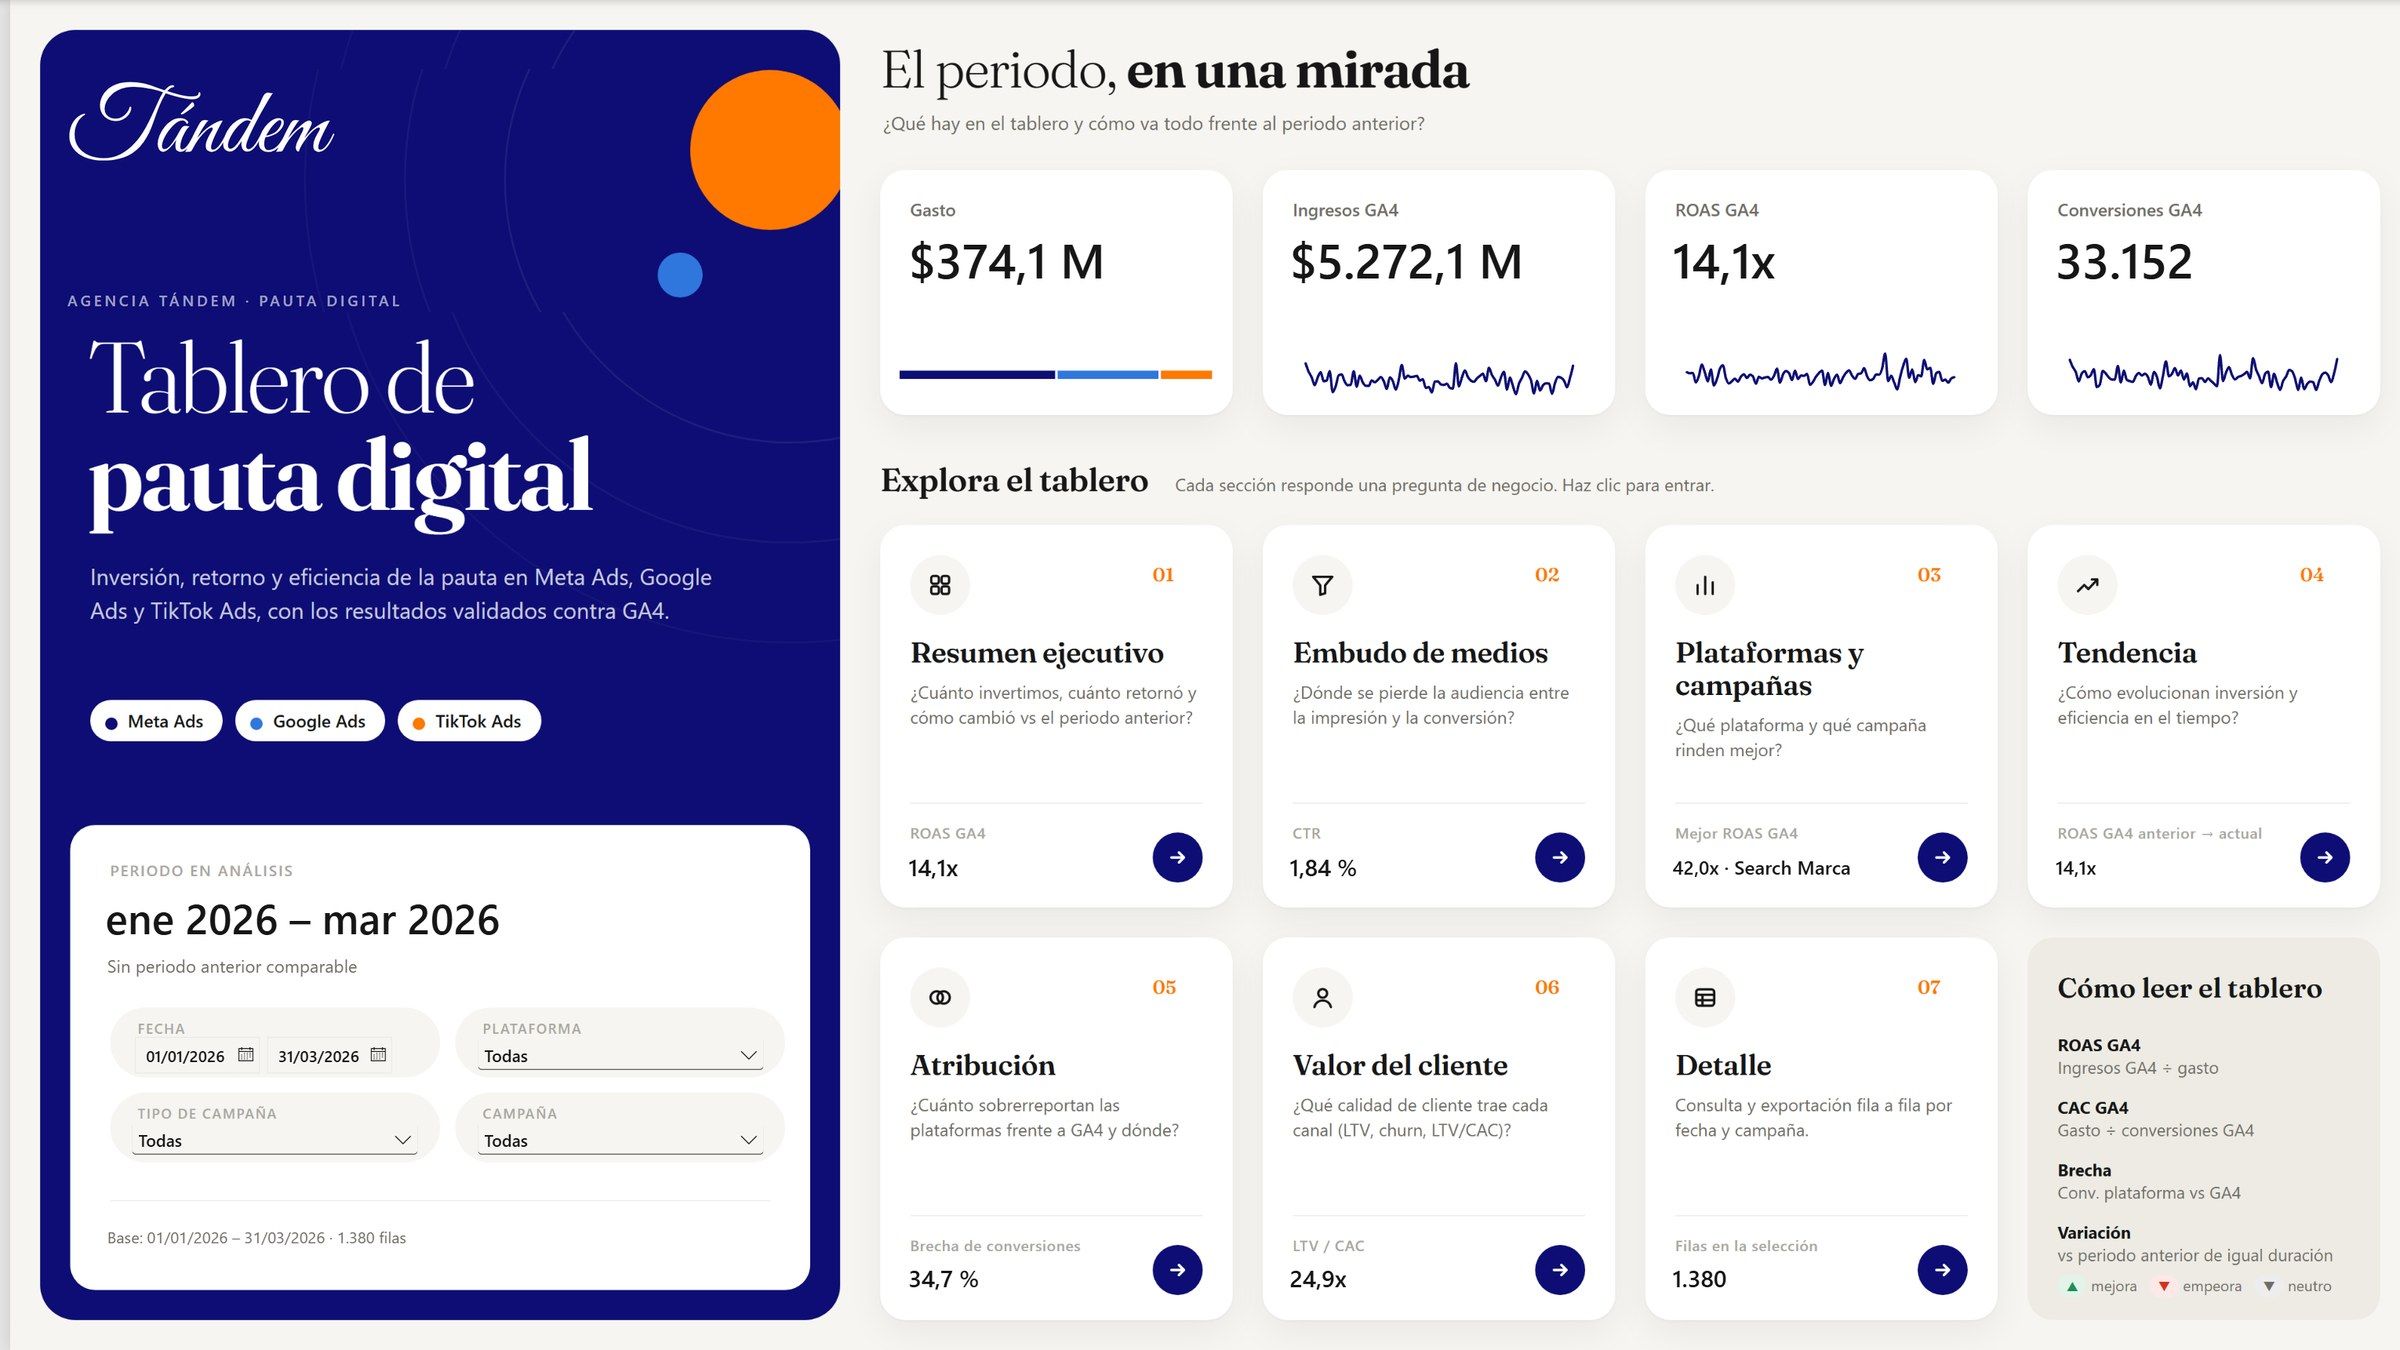 Tándem
AGENCIA TÁNDEM · PAUTA DIGITAL
Tablero de
pauta digital
Inversión, retorno y eficiencia de la pauta en Meta Ads, Google
Ads y TikTok Ads, con los resultados validados contra GA4.
Meta Ads
Google Ads
TikTok Ads
PERIODO EN ANÁLISIS
ene 2026 – mar 2026
Sin periodo anterior comparable
FECHA
01/01/2026
31/03/2026
PLATAFORMA
Todas
TIPO DE CAMPAÑA
Todas
CAMPAÑA
Todas
Base: 01/01/2026 – 31/03/2026 · 1.380 filas
El periodo, en una mirada
¿Qué hay en el tablero y cómo va todo frente al periodo anterior?
Gasto
$374,1 M
Ingresos GA4
$5.272,1 M
ROAS GA4
14,1x
Conversiones GA4
33.152
Explora el tablero
Cada sección responde una pregunta de negocio. Haz clic para entrar.
01
Resumen ejecutivo
¿Cuánto invertimos, cuánto retornó y
cómo cambió vs el periodo anterior?
ROAS GA4
14,1x
02
Embudo de medios
¿Dónde se pierde la audiencia entre
la impresión y la conversión?
CTR
1,84 %
03
Plataformas y
campañas
¿Qué plataforma y qué campaña
rinden mejor?
Mejor ROAS GA4
42,0x · Search Marca
04
Tendencia
¿Cómo evolucionan inversión y
eficiencia en el tiempo?
ROAS GA4 anterior → actual
14,1x
05
Atribución
¿Cuánto sobrerreportan las
plataformas frente a GA4 y dónde?
Brecha de conversiones
34,7 %
06
Valor del cliente
¿Qué calidad de cliente trae cada
canal (LTV, churn, LTV/CAC)?
LTV / CAC
24,9x
07
Detalle
Consulta y exportación fila a fila por
fecha y campaña.
Filas en la selección
1.380
Cómo leer el tablero
ROAS GA4
Ingresos GA4 ÷ gasto
CAC GA4
Gasto ÷ conversiones GA4
Brecha
Conv. plataforma vs GA4
Variación
vs periodo anterior de igual duración
▲ mejora ▼ empeora ▼ neutro